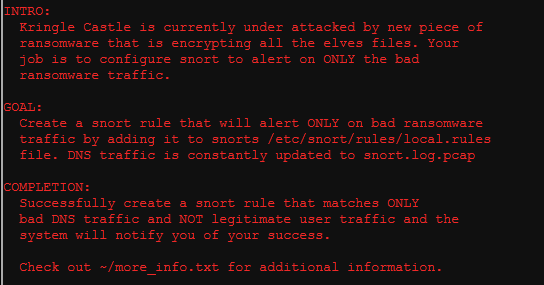 INTRO:
Kringle Castle is currently under attacked by new piece of
ransomware that is encrypting all the elves files. Your
job is to configure snort to alert on ONLY the bad
ransomware traffic.
GOAL:
Create a snort rule that will alert ONLY on bad ransomware
traffic by adding it to snorts /etc/snort/rules/local.rules
file. DNS traffic is constantly updated to snort.log.pcap
COMPLETION:
Successfully create a snort rule that matches ONLY
bad DNS traffic and NOT legitimate user traffic and the
system will notify you of your success.
Check out ~/more_info.txt for additional information.